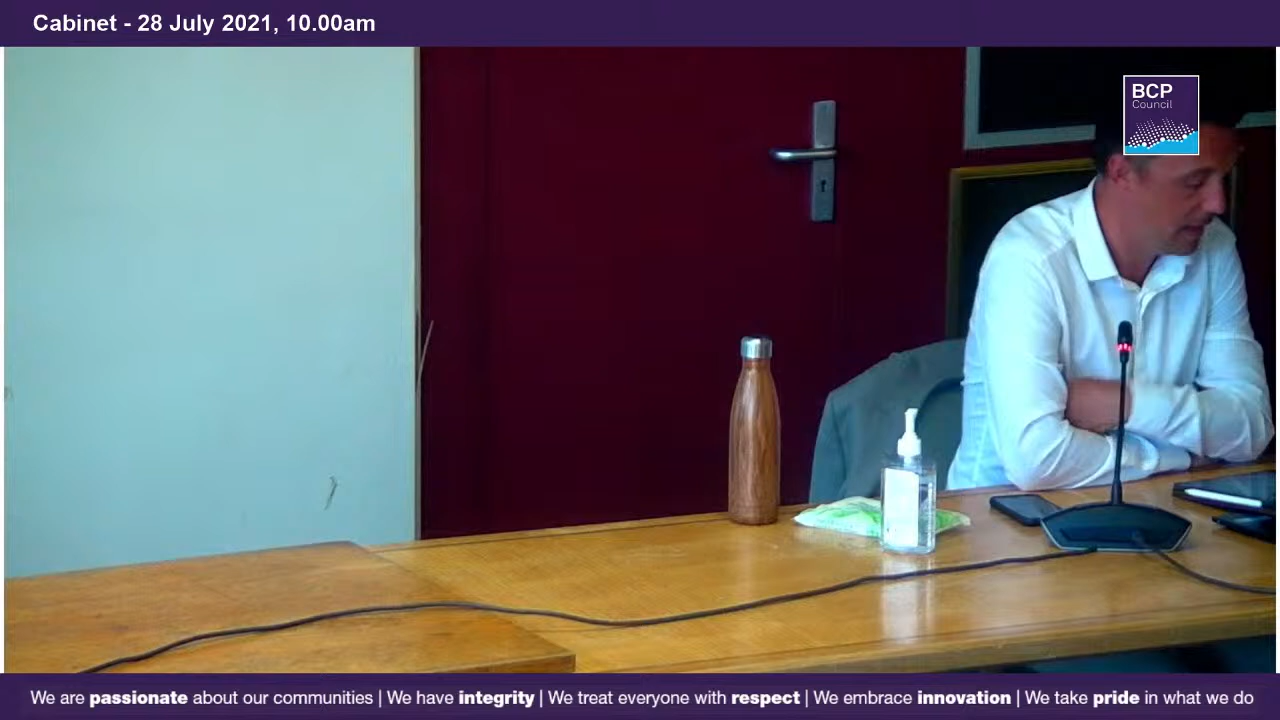 Cabinet - 28 July 2021, 10.00am
BCP
Council
We are passionate about our communities | We have integrity | We treat everyone with respect | We embrace innovation | We take pride in what we do